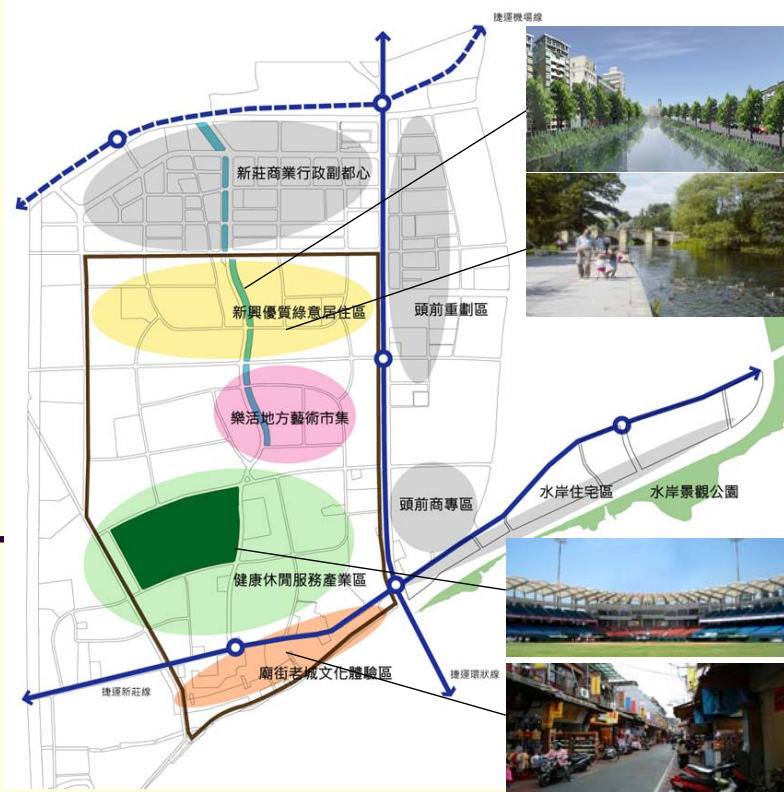 捷運機場線
新莊商業行政副都心
新興優質綠意居住區
頭前重劃區
樂活地方藝術市集
頭前商專區
水岸住宅區
水岸景觀公園
健康休閒服務產業區
廟街老城文化體驗區
捷運新莊線
捷運環狀線